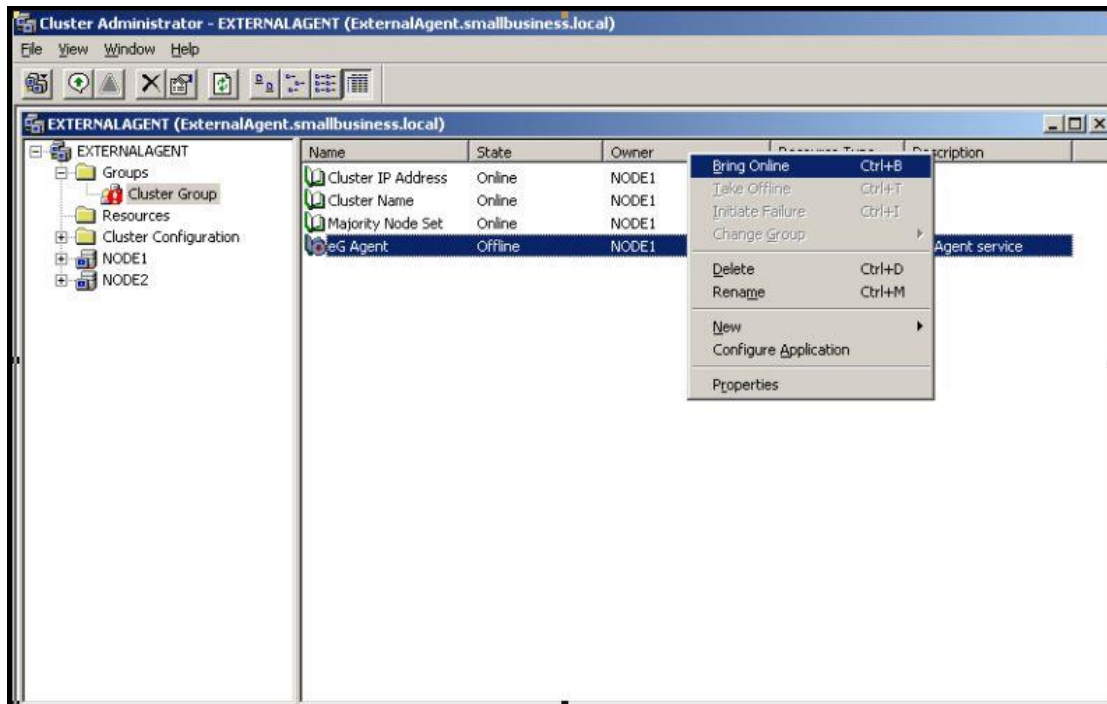 Cluster Administrator - EXTERNALAGENT (ExternalAgent.smallbusiness.local)
File View Window Help
EXTERNALAGENT (ExternalAgent.smallbusiness.local)
EXTERNALAGENT
Groups
Cluster Group
Resources
Cluster Configuration
NODE1
NODE2
Name State Owner Resource Type Description
Cluster IP Address Online NODE1
Cluster Name Online NODE1
Majority Node Set Online NODE1
eG Agent Offline NODE1 Agent service
Bring Online Ctrl+B
Take Offline Ctrl+T
Initiate Failure Ctrl+I
Change Group
Delete Ctrl+D
Rename Ctrl+M
New
Configure Application
Properties